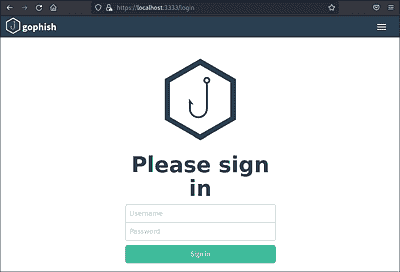 https://localhost:3333/login
gophish
Please sign
in
Username
Password
Sign in